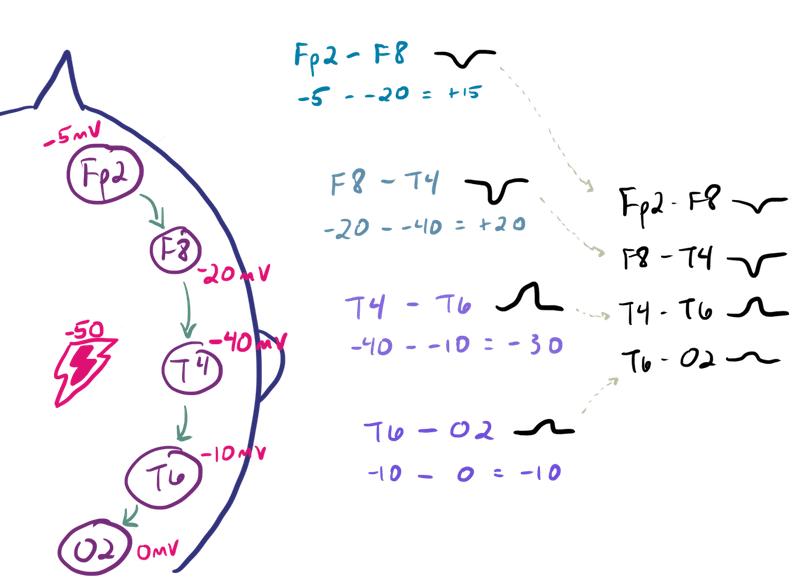 -5mV
Fp2
F8
-20mV
-50
-40mV
T4
-10mV
T6
O2
0mV
Fp2 - F8
-5 - -20 = +15
F8 - T4
-20 - -40 = +20
T4 - T6
-40 - -10 = -30
T6 - O2
-10 - 0 = -10
Fp2 - F8
F8 - T4
T4 - T6
T6 - O2